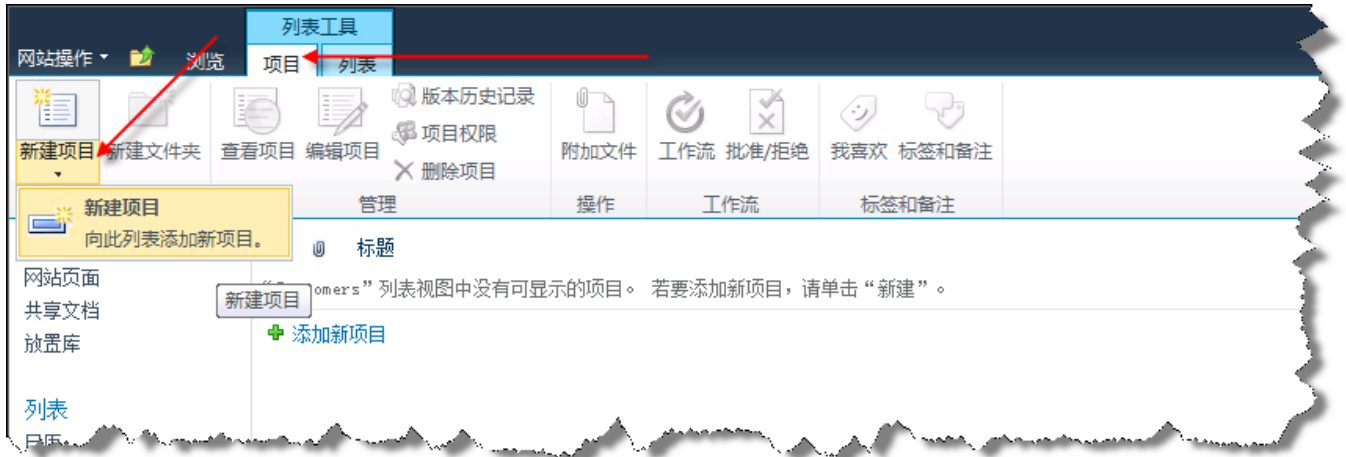 列表工具
网站操作 浏览 项目 列表
新建项目 新建文件夹 查看项目 编辑项目 版本历史记录 项目权限 删除项目 附加文件 工作流 批准/拒绝 我喜欢 标签和备注
管理 操作 工作流 标签和备注
新建项目
向此列表添加新项目。
标题
网站页面
omers”列表视图中没有可显示的项目。 若要添加新项目，请单击“新建”。
新建项目
共享文档
添加新项目
放置库
列表